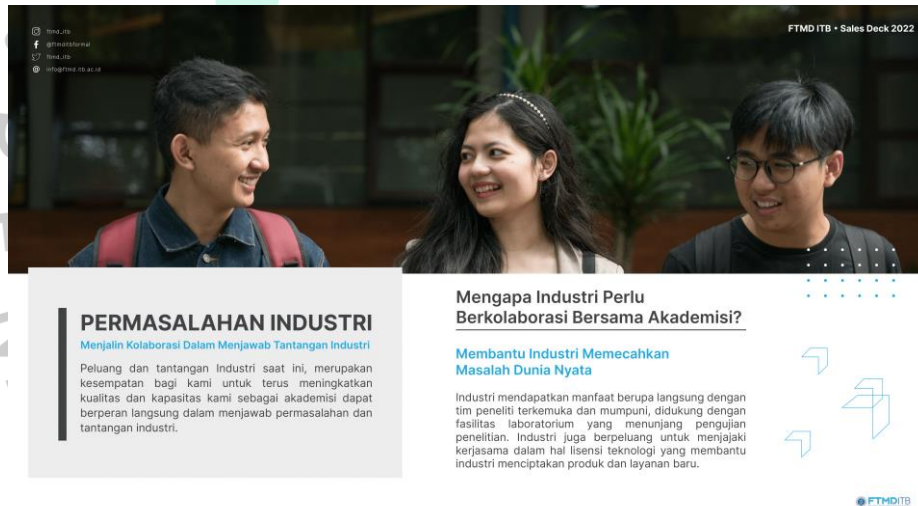 ftmd_itb
@ftmditbformal
ftmd_itb
info@ftmd.itb.ac.id
FTMD ITB • Sales Deck 2022
PERMASALAHAN INDUSTRI
Menjalin Kolaborasi Dalam Menjawab Tantangan Industri
Peluang dan tantangan Industri saat ini, merupakan
kesempatan bagi kami untuk terus meningkatkan
kualitas dan kapasitas kami sebagai akademisi dapat
berperan langsung dalam menjawab permasalahan dan
tantangan industri.
Mengapa Industri Perlu
Berkolaborasi Bersama Akademisi?
Membantu Industri Memecahkan
Masalah Dunia Nyata
Industri mendapatkan manfaat berupa langsung dengan
tim peneliti terkemuka dan mumpuni, didukung dengan
fasilitas laboratorium yang menunjang pengujian
penelitian. Industri juga berpeluang untuk menjajaki
kerjasama dalam hal lisensi teknologi yang membantu
industri menciptakan produk dan layanan baru.
FTMDITB